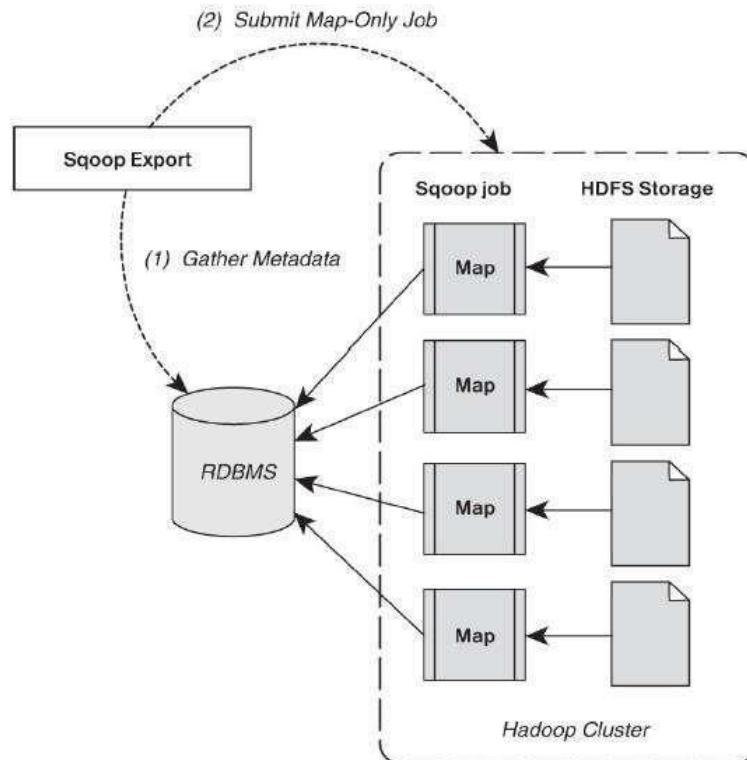 (2) Submit Map-Only Job
Sqoop Export
Sqoop job
HDFS Storage
(1) Gather Metadata
Map
Map
Map
Map
RDBMS
Hadoop Cluster